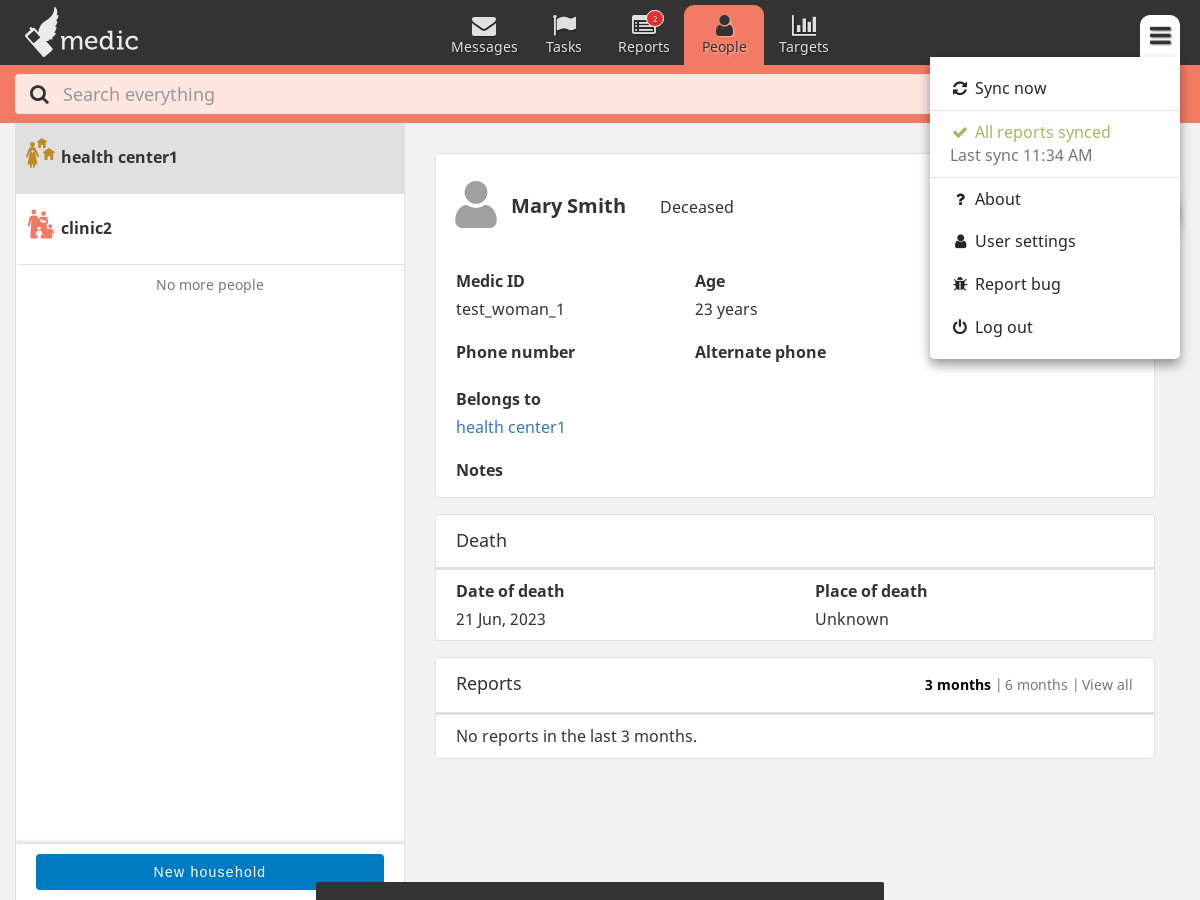 medic
Messages
Tasks
2
Reports
People
Targets
Search everything
Sync now
All reports synced
Last sync 11:34 AM
? About
User settings
Report bug
Log out
health center1
clinic2
No more people
New household
Mary Smith Deceased
Medic ID Age
test_woman_1 23 years
Phone number Alternate phone
Belongs to
health center1
Notes
Death
Date of death Place of death
21 Jun, 2023 Unknown
Reports 3 months | 6 months | View all
No reports in the last 3 months.